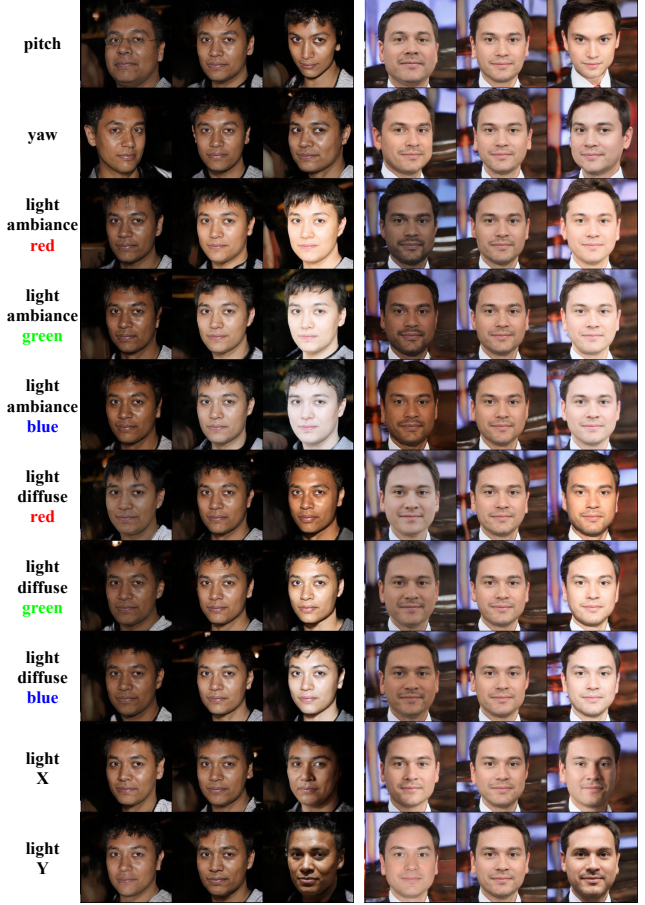 pitch
yaw
light
ambiance
red
light
ambiance
green
light
ambiance
blue
light
diffuse
red
light
diffuse
green
light
diffuse
blue
light
X
light
Y